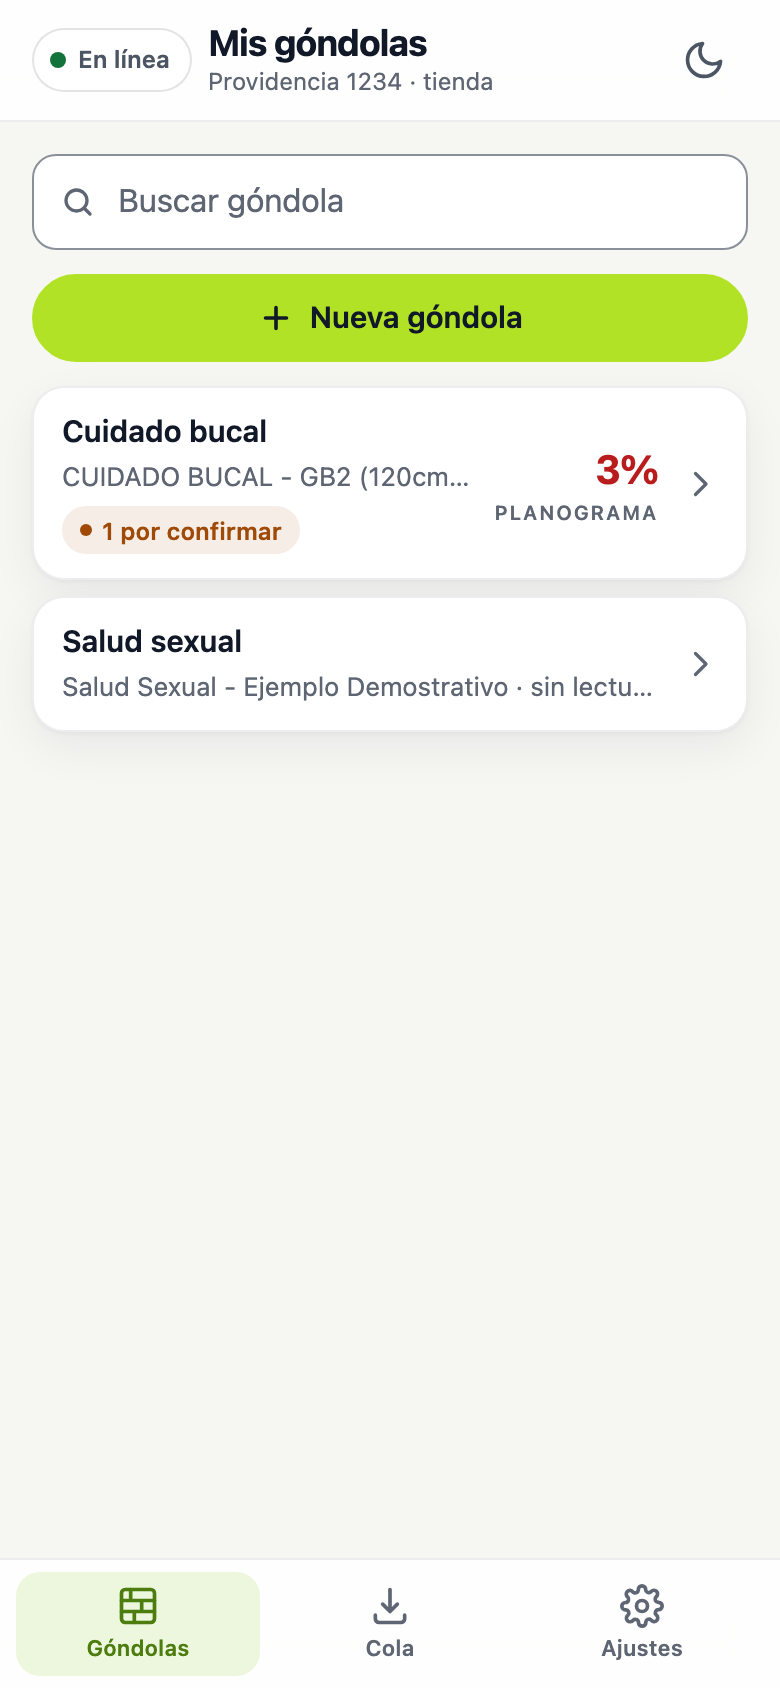 En línea
Mis góndolas
Providencia 1234 · tienda
Buscar góndola
+ Nueva góndola
Cuidado bucal
CUIDADO BUCAL - GB2 (120cm...
1 por confirmar
3%
PLANOGRAMA
Salud sexual
Salud Sexual - Ejemplo Demostrativo · sin lectu...
Góndolas
Cola
Ajustes